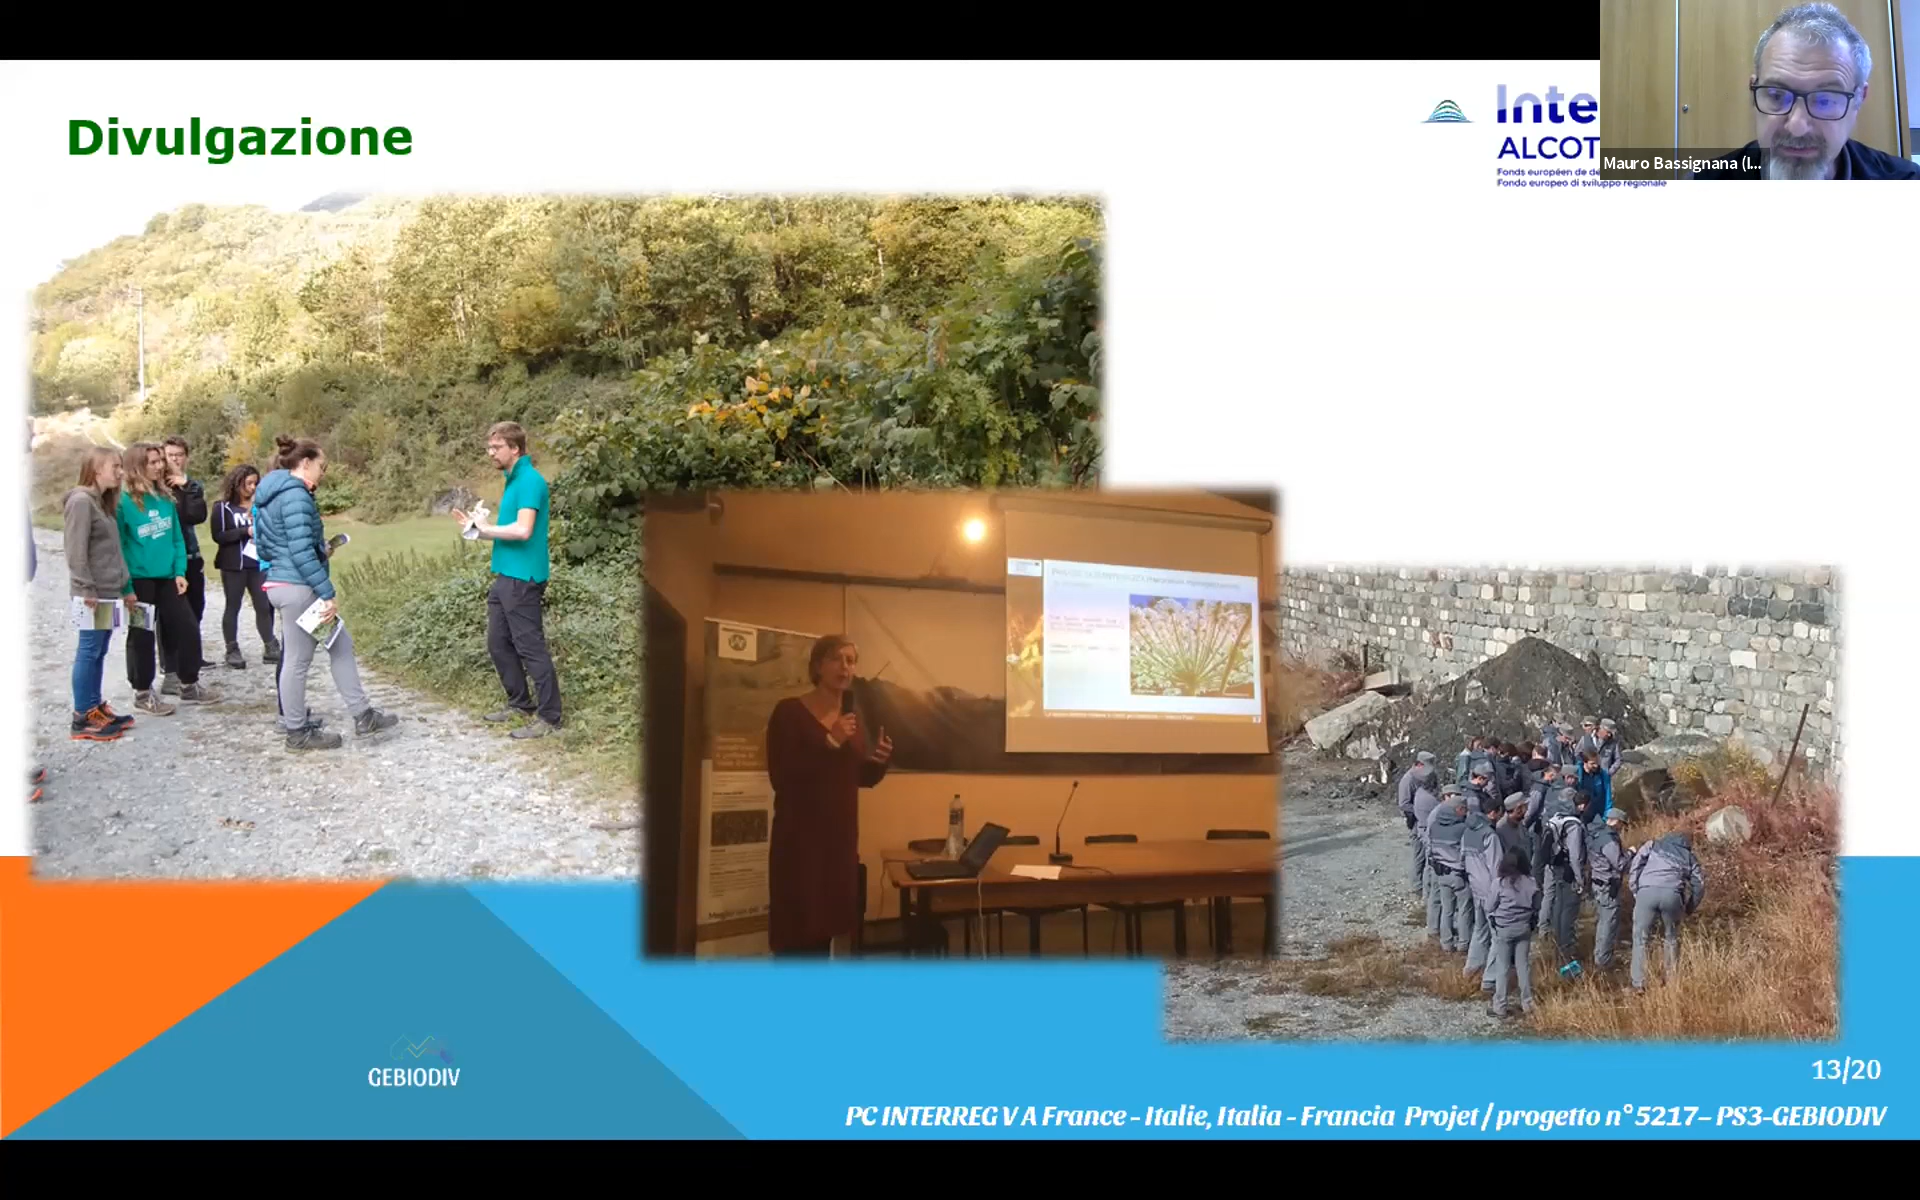 Divulgazione
Inte
ALCOT
Fonds européen de dé
Fondo europeo di sviluppo regionale
Mauro Bassignana (I...
GEBIODIV
13/20
PC INTERREG V A France - Italie, Italia - Francia Projet / progetto n° 5217 – PS3-GEBIODIV